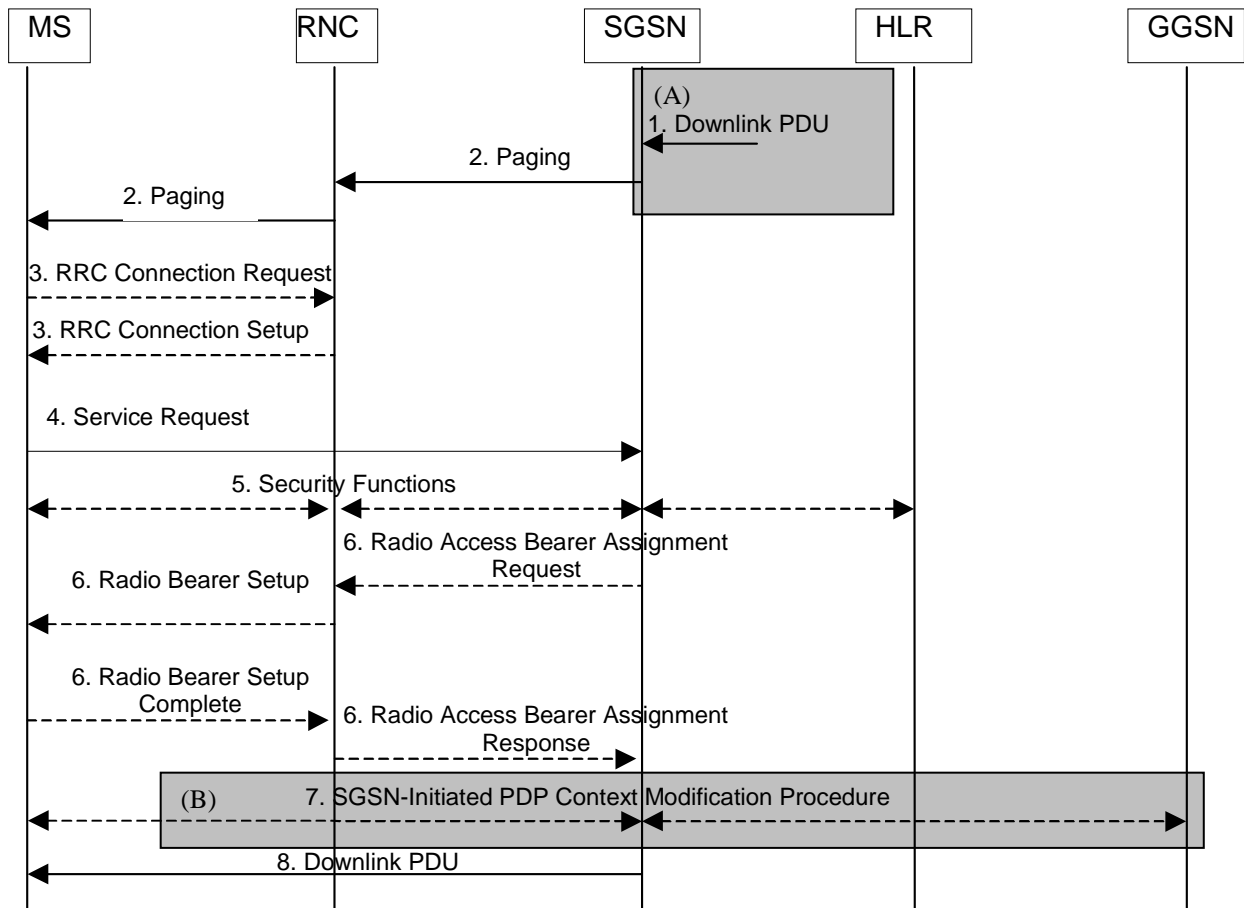 MS
RNC
SGSN
HLR
GGSN
(A)
1. Downlink PDU
2. Paging
2. Paging
3. RRC Connection Request
3. RRC Connection Setup
4. Service Request
5. Security Functions
6. Radio Access Bearer Assignment
Request
6. Radio Bearer Setup
6. Radio Bearer Setup
Complete
6. Radio Access Bearer Assignment
Response
(B)
7. SGSN-Initiated PDP Context Modification Procedure
8. Downlink PDU